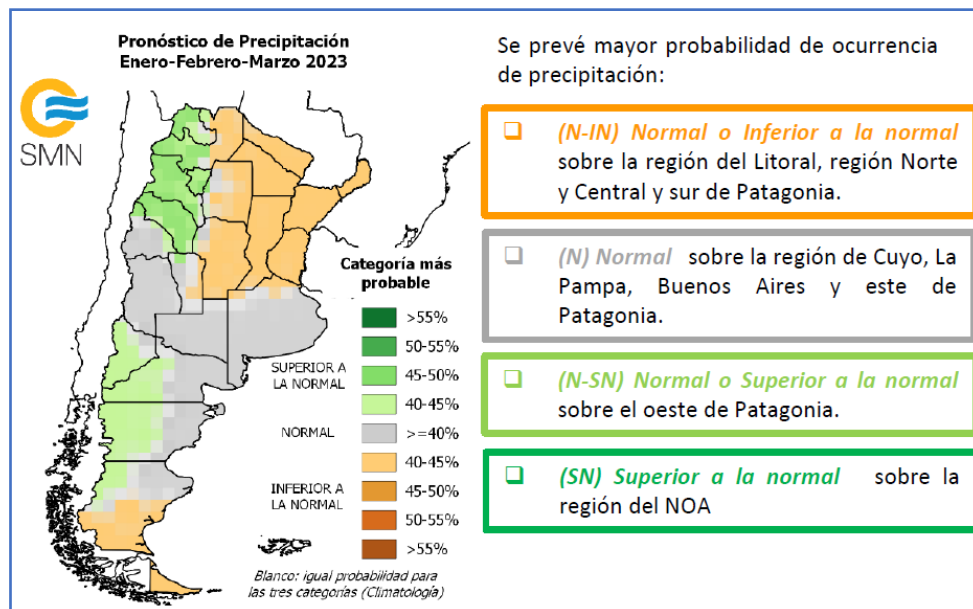 Pronóstico de Precipitación
Enero-Febrero-Marzo 2023
SMN
Categoría más
probable
>55%
50-55%
SUPERIOR A
LA NORMAL
45-50%
40-45%
NORMAL
>=40%
40-45%
INFERIOR A
LA NORMAL
45-50%
50-55%
>55%
Blanco: igual probabilidad para
las tres categorías (Climatología)
Se prevé mayor probabilidad de ocurrencia
de precipitación:
(N-IN) Normal o Inferior a la normal
sobre la región del Litoral, región Norte
y Central y sur de Patagonia.
(N) Normal sobre la región de Cuyo, La
Pampa, Buenos Aires y este de
Patagonia.
(N-SN) Normal o Superior a la normal
sobre el oeste de Patagonia.
(SN) Superior a la normal sobre la
región del NOA